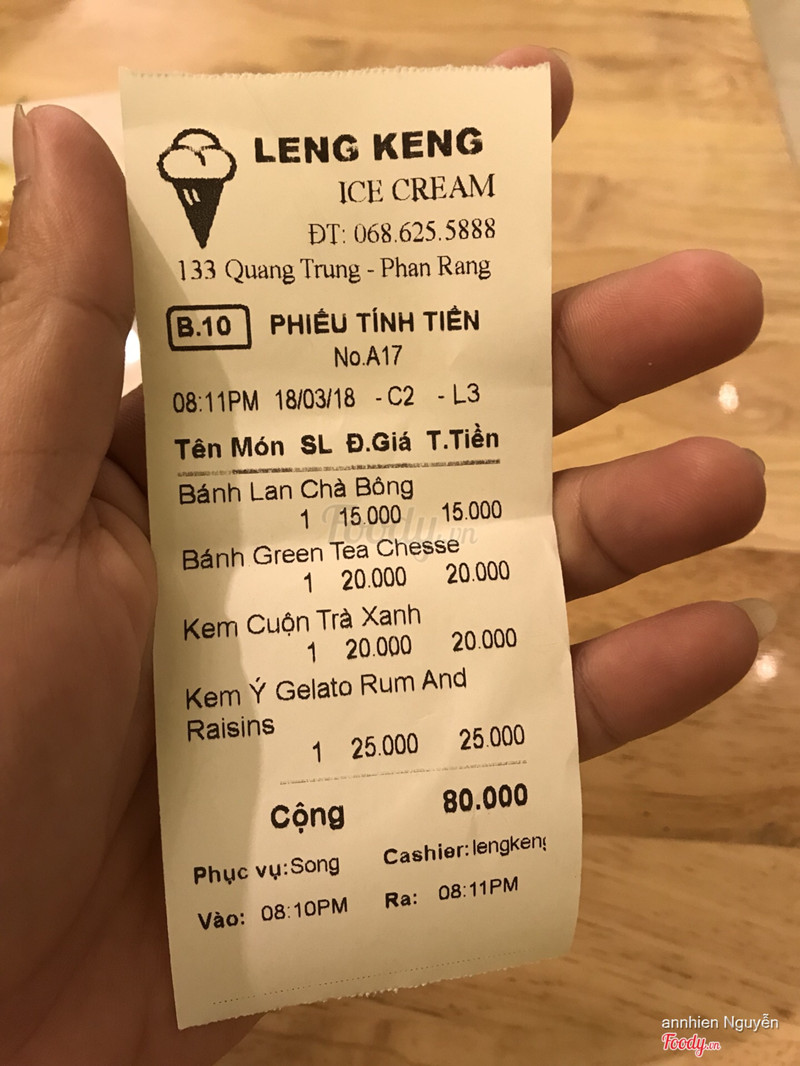 LENG KENG
ICE CREAM
ĐT: 068.625.5888
133 Quang Trung - Phan Rang
B.10 PHIẾU TÍNH TIỀN
No.A17
08:11PM 18/03/18 - C2 - L3
Tên Món SL Đ.Giá T.Tiền
Bánh Lan Chà Bông
1 15.000 15.000
Bánh Green Tea Chesse
1 20.000 20.000
Kem Cuộn Trà Xanh
1 20.000 20.000
Kem Ý Gelato Rum And
Raisins
1 25.000 25.000
Cộng 80.000
Phục vụ:Song Cashier:lengkeng
Vào: 08:10PM Ra: 08:11PM
Foody.vn
annhien Nguyễn
Foody.vn